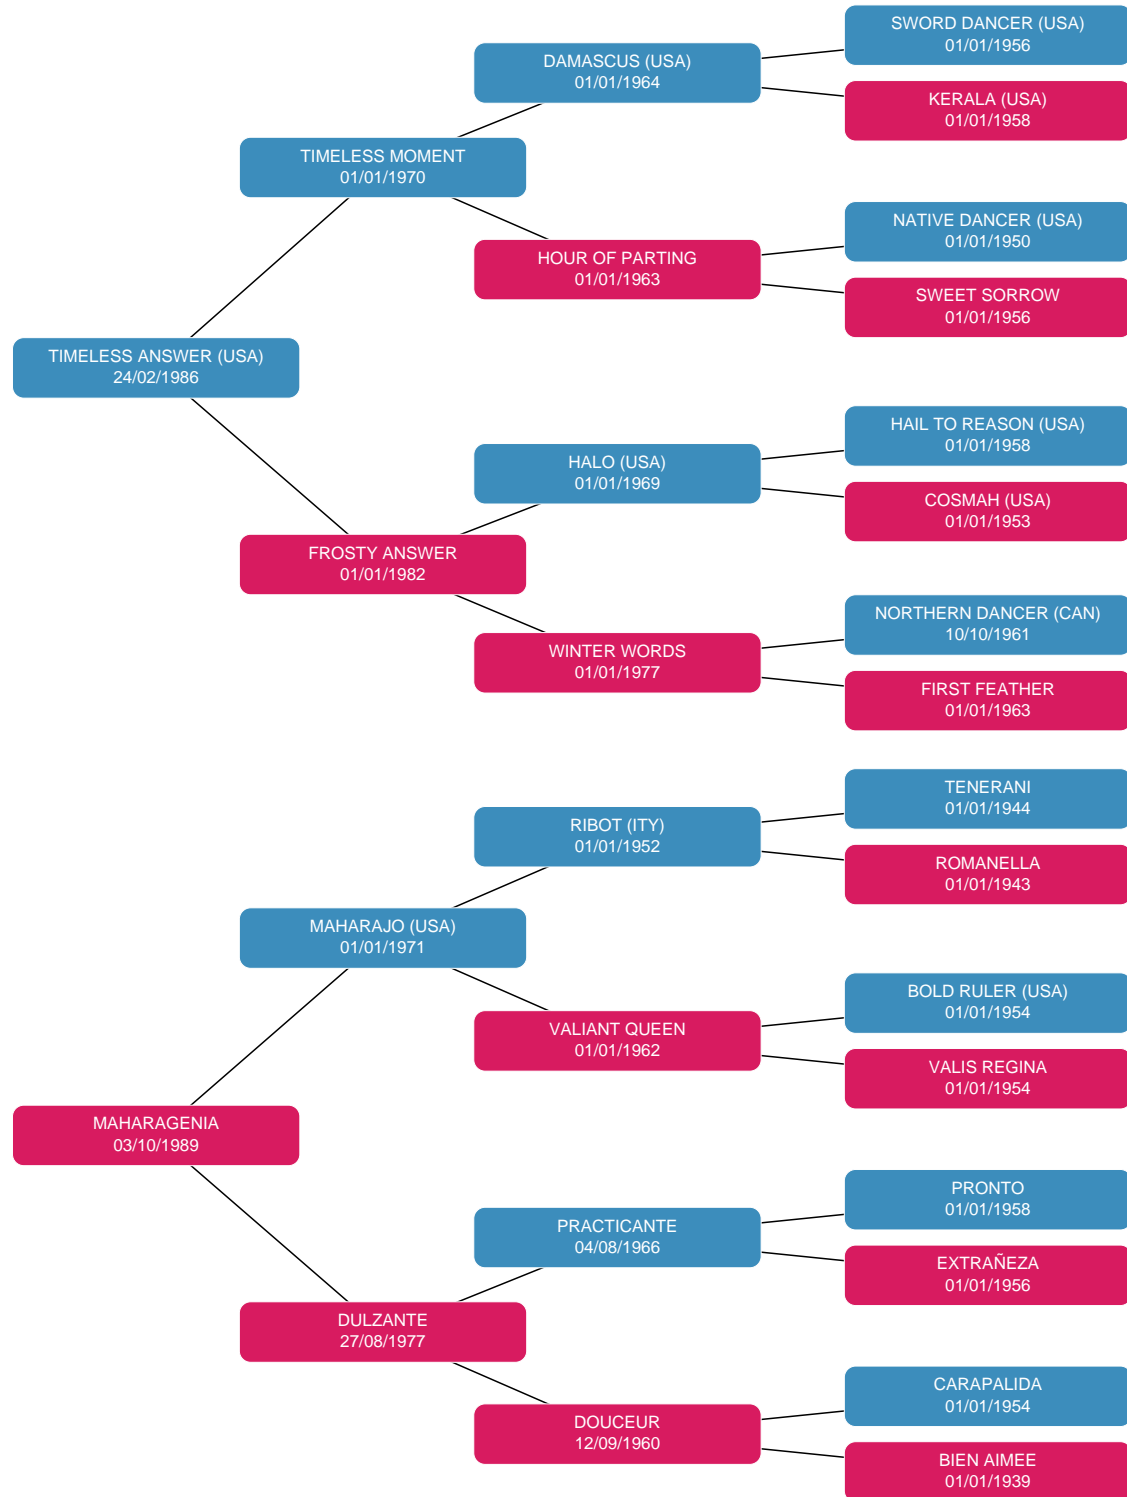 SWORD DANCER (USA)
01/01/1956
DAMASCUS (USA)
01/01/1964
KERALA (USA)
01/01/1958
TIMELESS MOMENT
01/01/1970
NATIVE DANCER (USA)
01/01/1950
HOUR OF PARTING
01/01/1963
SWEET SORROW
01/01/1956
TIMELESS ANSWER (USA)
24/02/1986
HAIL TO REASON (USA)
01/01/1958
HALO (USA)
01/01/1969
COSMAH (USA)
01/01/1953
FROSTY ANSWER
01/01/1982
NORTHERN DANCER (CAN)
10/10/1961
WINTER WORDS
01/01/1977
FIRST FEATHER
01/01/1963
TENERANI
01/01/1944
RIBOT (ITY)
01/01/1952
ROMANELLA
01/01/1943
MAHARAJO (USA)
01/01/1971
BOLD RULER (USA)
01/01/1954
VALIANT QUEEN
01/01/1962
VALIS REGINA
01/01/1954
MAHARAGENIA
03/10/1989
PRONTO
01/01/1958
PRACTICANTE
04/08/1966
EXTRAÑEZA
01/01/1956
DULZANTE
27/08/1977
CARAPALIDA
01/01/1954
DOUCEUR
12/09/1960
BIEN AIMEE
01/01/1939